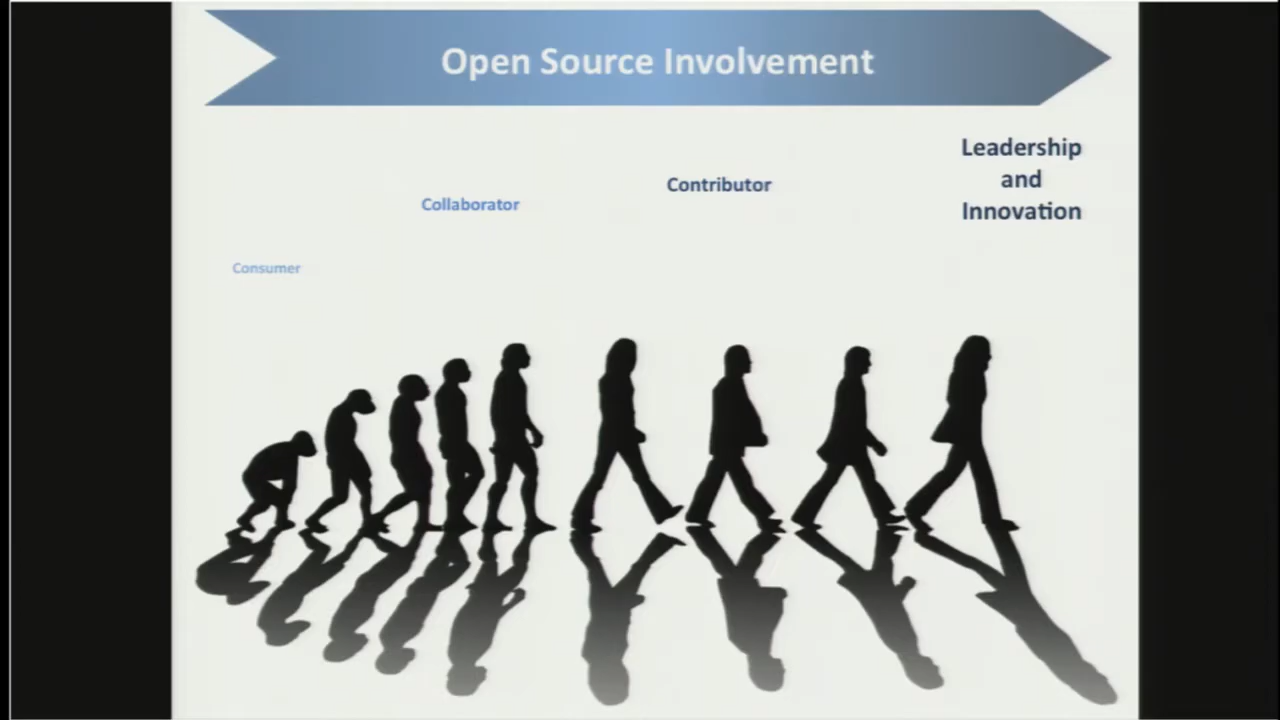 Open Source Involvement
Leadership
and
Innovation
Contributor
Collaborator
Consumer